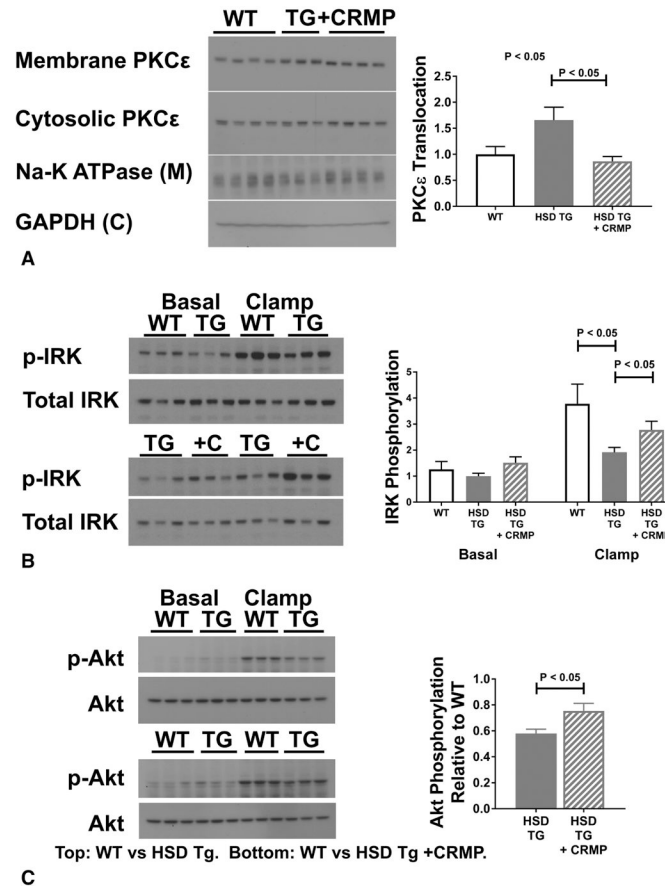 WT TG+CRMP
Membrane PKCε
Cytosolic PKCε
Na-K ATPase (M)
GAPDH (C)
A
P < 0.05
P < 0.05
PKCε Translocation
2.0
1.5
1.0
0.5
0.0
WT
HSD TG
HSD TG
+ CRMP
Basal Clamp
WT TG WT TG
p-IRK
Total IRK
TG +C TG +C
p-IRK
Total IRK
B
P < 0.05
P < 0.05
IRK Phosphorylation
5
4
3
2
1
0
WT
HSD
TG
HSD
TG
+ CRMP
WT
HSD
TG
HSD
TG
+ CRM
Basal
Clamp
Basal Clamp
WT TG WT TG
p-Akt
Akt
WT TG WT TG
p-Akt
Akt
Top: WT vs HSD Tg. Bottom: WT vs HSD Tg +CRMP.
C
P < 0.05
Akt Phosphorylation
Relative to WT
1.0
0.8
0.6
0.4
0.2
0.0
HSD
TG
HSD
TG
+ CRMP